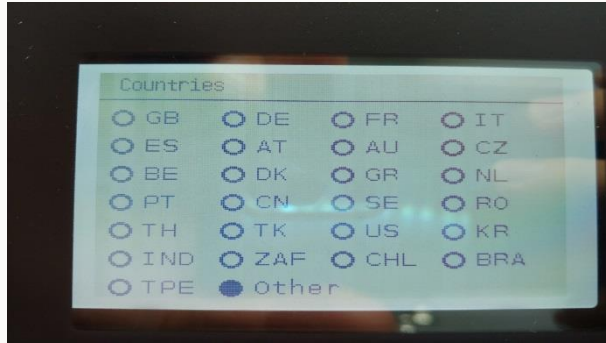 Countries
GB DE FR IT
ES AT AU CZ
BE DK GR NL
PT CN SE RO
TH TK US KR
IND ZAF CHL BRA
TPE Other